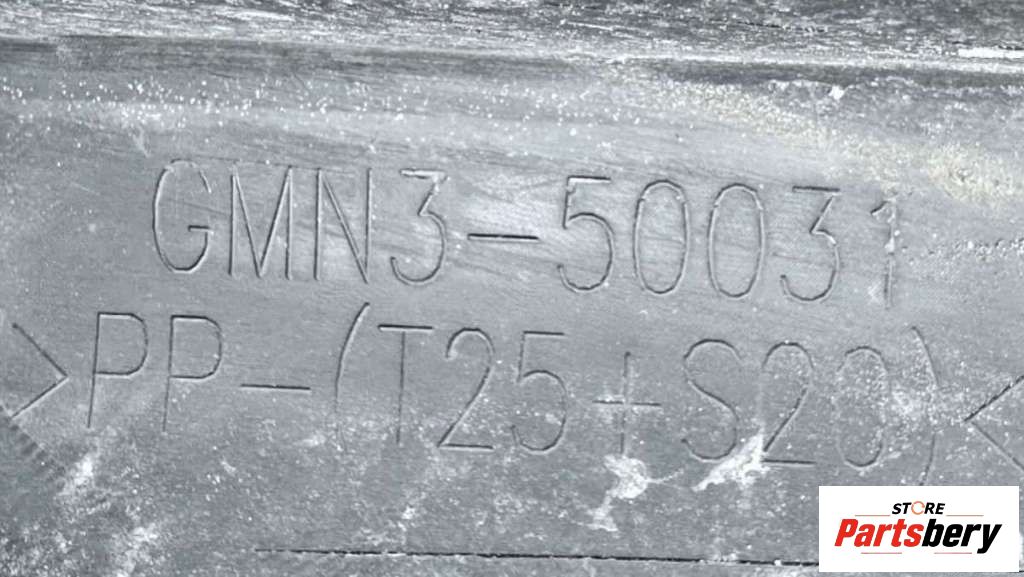 GMN3-50031
>PP-(T25+S20)<
STORE
Partsbery